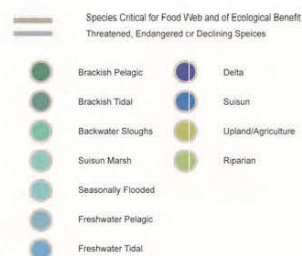 Species Critical for Food Web and of Ecological Benefit
Threatened, Endangered or Declining Speices
Brackish Pelagic
Delta
Brackish Tidal
Suisun
Backwater Sloughs
Upland/Agriculture
Suisun Marsh
Riparian
Seasonally Flooded
Freshwater Pelagic
Freshwater Tidal